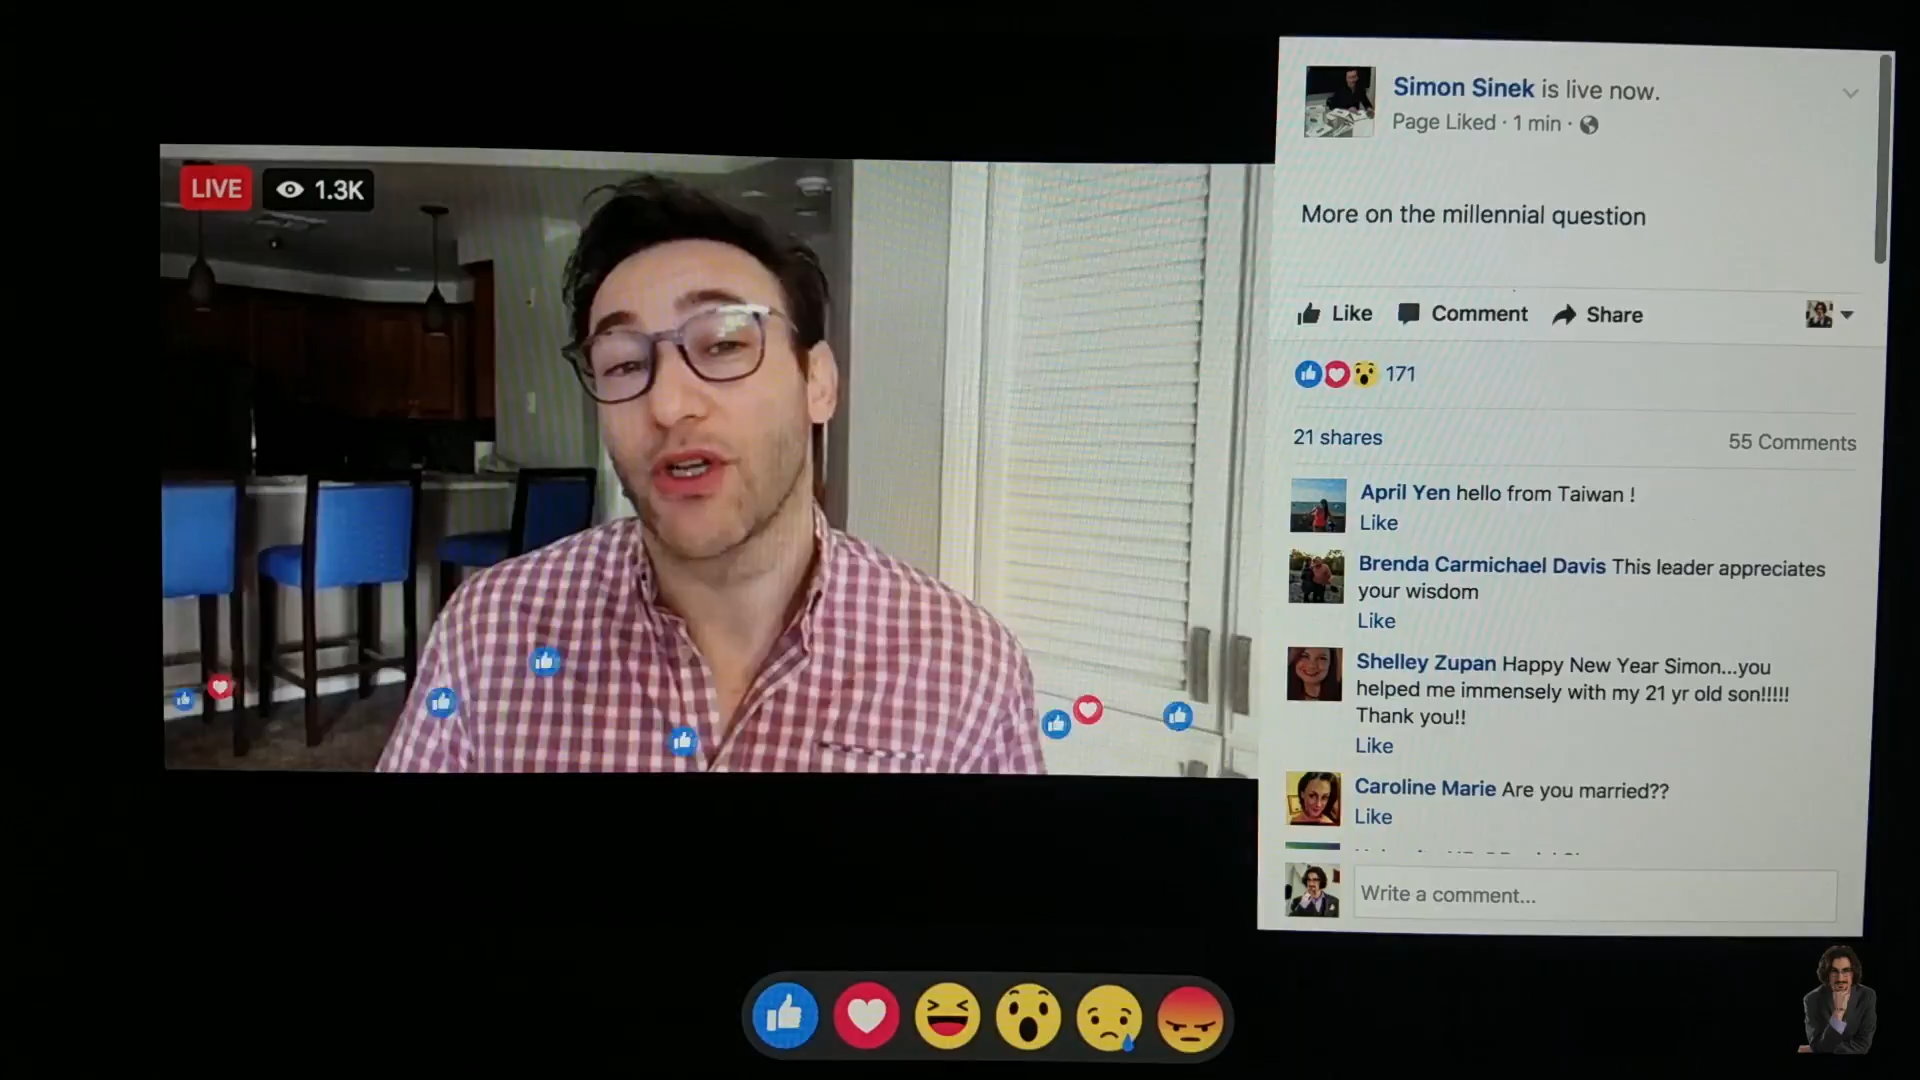 LIVE
1.3K
Simon Sinek is live now.
Page Liked · 1 min ·
More on the millennial question
Like
Comment
Share
171
21 shares
55 Comments
April Yen hello from Taiwan !
Like
Brenda Carmichael Davis This leader appreciates
your wisdom
Like
Shelley Zupan Happy New Year Simon...you
helped me immensely with my 21 yr old son!!!!!
Thank you!!
Like
Caroline Marie Are you married??
Like
Write a comment...